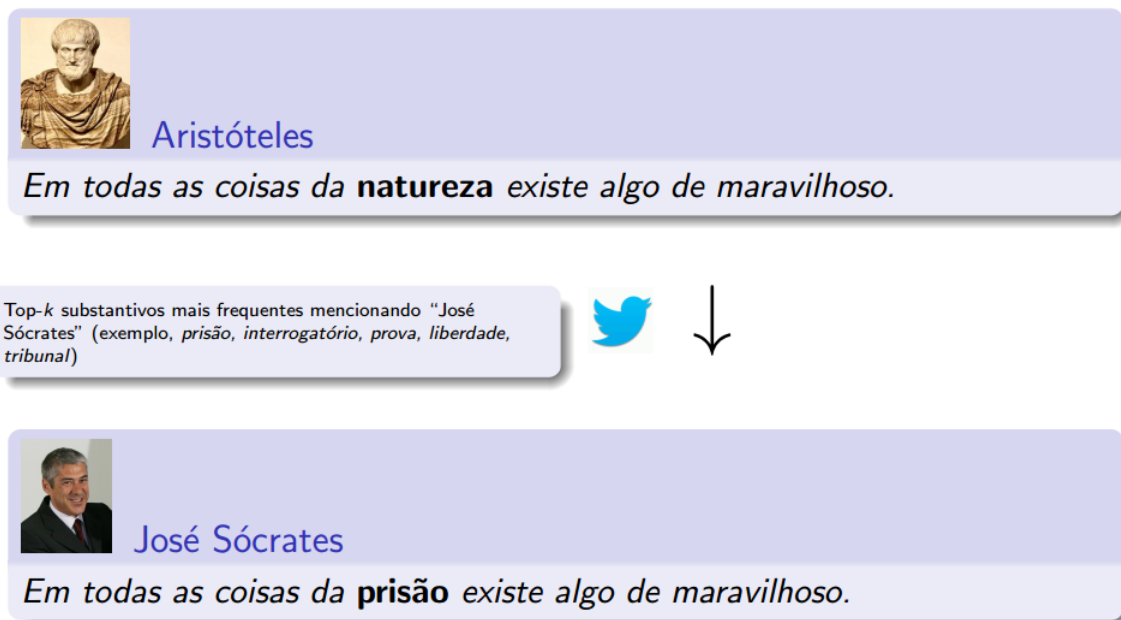 Aristóteles
Em todas as coisas da natureza existe algo de maravilhoso.
Top-k substantivos mais frequentes mencionando “José
Sócrates” (exemplo, prisão, interrogatório, prova, liberdade,
tribunal)
José Sócrates
Em todas as coisas da prisão existe algo de maravilhoso.